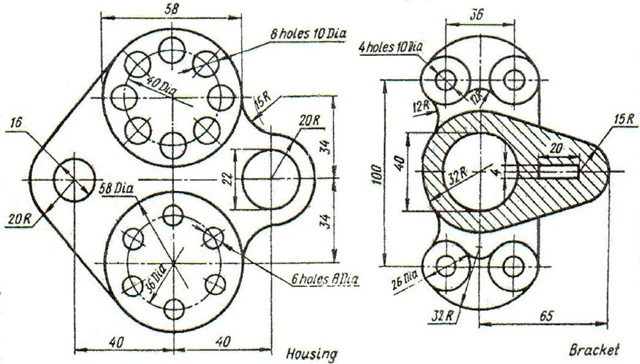 58
8 holes 10 Dia
40 Dia
15R
20R
16
34
22
34
58 Dia
20R
36 Dia
6 holes 8 Dia
40
40
Housing
36
4 holes 10 Dia
12R
12R
15R
20
40
4
32R
100
26 Dia
32R
65
Bracket